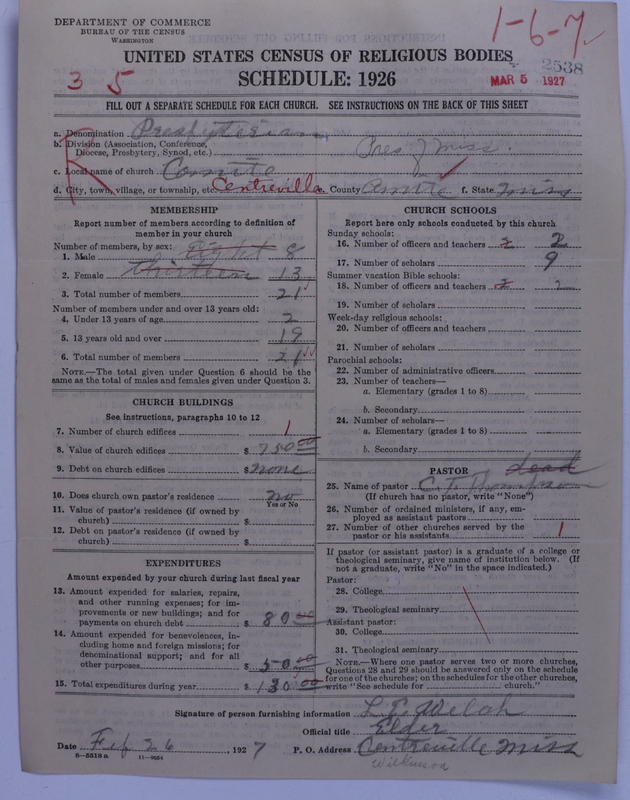 DEPARTMENT OF COMMERCE
BUREAU OF THE CENSUS
WASHINGTON
1-6-7
UNITED STATES CENSUS OF RELIGIOUS BODIES
2538
3 5
SCHEDULE: 1926
MAR 5 1927
FILL OUT A SEPARATE SCHEDULE FOR EACH CHURCH. SEE INSTRUCTIONS ON THE BACK OF THIS SHEET
a. Denomination Presbyterian
b. Division (Association, Conference, Diocese, Presbytery, Synod, etc.) Pres of Miss.
c. Local name of church Comite
d. City, town, village, or township, etc. Centreville e. County Amite f. State Miss
MEMBERSHIP
Report number of members according to definition of
member in your church
Number of members, by sex:
1. Male Eight 8
2. Female thirteen 13
3. Total number of members 21
Number of members under and over 13 years old:
4. Under 13 years of age 2
5. 13 years old and over 19
6. Total number of members 21
NOTE.—The total given under Question 6 should be the
same as the total of males and females given under Question 3.
CHURCH BUILDINGS
See instructions, paragraphs 10 to 12
7. Number of church edifices 1
8. Value of church edifices $ 750.00
9. Debt on church edifices $ None
10. Does church own pastor's residence No
Yes or No
11. Value of pastor's residence (if owned by
church) $
12. Debt on pastor's residence (if owned by
church) $
EXPENDITURES
Amount expended by your church during last fiscal year
13. Amount expended for salaries, repairs,
and other running expenses; for im-
provements or new buildings; and for
payments on church debt $ 80.00
14. Amount expended for benevolences, in-
cluding home and foreign missions; for
denominational support; and for all
other purposes $ 50.00
15. Total expenditures during year $ 130.00
CHURCH SCHOOLS
Report here only schools conducted by this church
Sunday schools:
16. Number of officers and teachers 2 2
17. Number of scholars 9
Summer vacation Bible schools:
18. Number of officers and teachers 2 2
19. Number of scholars
Week-day religious schools:
20. Number of officers and teachers
21. Number of scholars
Parochial schools:
22. Number of administrative officers
23. Number of teachers—
a. Elementary (grades 1 to 8)
b. Secondary
24. Number of scholars—
a. Elementary (grades 1 to 8)
b. Secondary
PASTOR dead
25. Name of pastor C. T. Thompson
(If church has no pastor, write "None")
26. Number of ordained ministers, if any, em-
ployed as assistant pastors
27. Number of other churches served by the
pastor or his assistants 1
If pastor (or assistant pastor) is a graduate of a college or
theological seminary, give name of institution below. (If
not a graduate, write "No" in the space indicated.)
Pastor:
28. College
29. Theological seminary
Assistant pastor:
30. College
31. Theological seminary
NOTE.—Where one pastor serves two or more churches,
Questions 28 and 29 should be answered only on the schedule
for one of the churches; on the schedules for the other churches,
write "See schedule for church."
Signature of person furnishing information L E Welch
Official title Elder
Date Feb 26, 1927 P. O. Address Centreville Miss
8-5518a 11-9054
Wilkinson